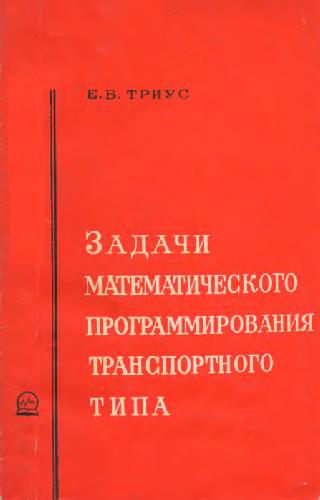 Е. В. ТРИУС
ЗАДАЧИ
МАТЕМАТИЧЕСКОГО
ПРОГРАММИРОВАНИЯ
ТРАНСПОРТНОГО
ТИПА